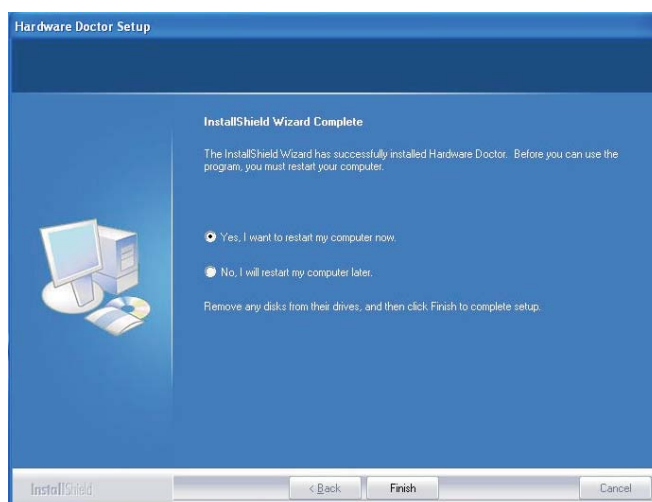 Hardware Doctor Setup
InstallShield Wizard Complete
The InstallShield Wizard has successfully installed Hardware Doctor. Before you can use the
program, you must restart your computer.
Yes, I want to restart my computer now.
No, I will restart my computer later.
Remove any disks from their drives, and then click Finish to complete setup.
InstallShield
< Back
Finish
Cancel